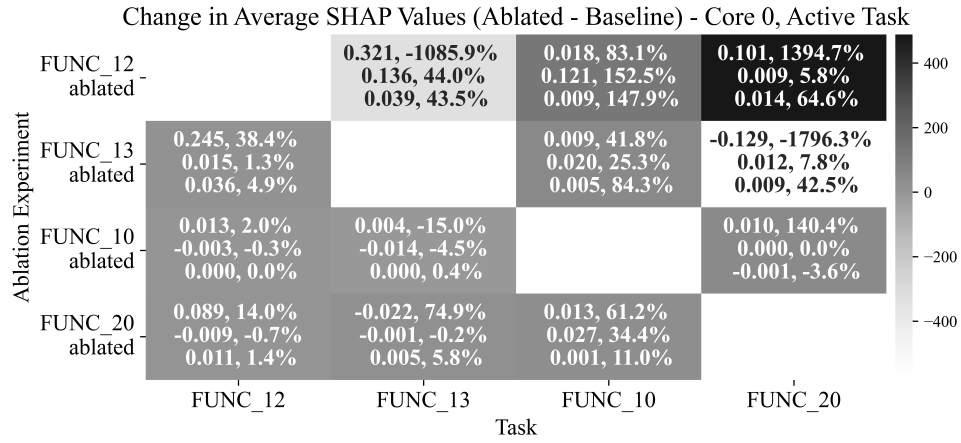 Change in Average SHAP Values (Ablated - Baseline) - Core 0, Active Task
Ablation Experiment
FUNC_12
ablated
0.321, -1085.9%
0.136, 44.0%
0.039, 43.5%
0.018, 83.1%
0.121, 152.5%
0.009, 147.9%
0.101, 1394.7%
0.009, 5.8%
0.014, 64.6%
FUNC_13
ablated
0.245, 38.4%
0.015, 1.3%
0.036, 4.9%
0.009, 41.8%
0.020, 25.3%
0.005, 84.3%
-0.129, -1796.3%
0.012, 7.8%
0.009, 42.5%
FUNC_10
ablated
0.013, 2.0%
-0.003, -0.3%
0.000, 0.0%
0.004, -15.0%
-0.014, -4.5%
0.000, 0.4%
0.010, 140.4%
0.000, 0.0%
-0.001, -3.6%
FUNC_20
ablated
0.089, 14.0%
-0.009, -0.7%
0.011, 1.4%
-0.022, 74.9%
-0.001, -0.2%
0.005, 5.8%
0.013, 61.2%
0.027, 34.4%
0.001, 11.0%
FUNC_12
FUNC_13
FUNC_10
FUNC_20
Task
400
200
0
−200
−400